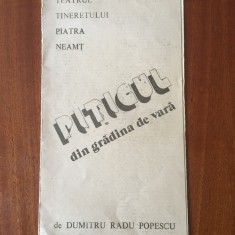 TEATRUL
TINERETULUI
PIATRA
NEAMȚ
PITICUL
din grădina de vară
de DUMITRU RADU POPESCU